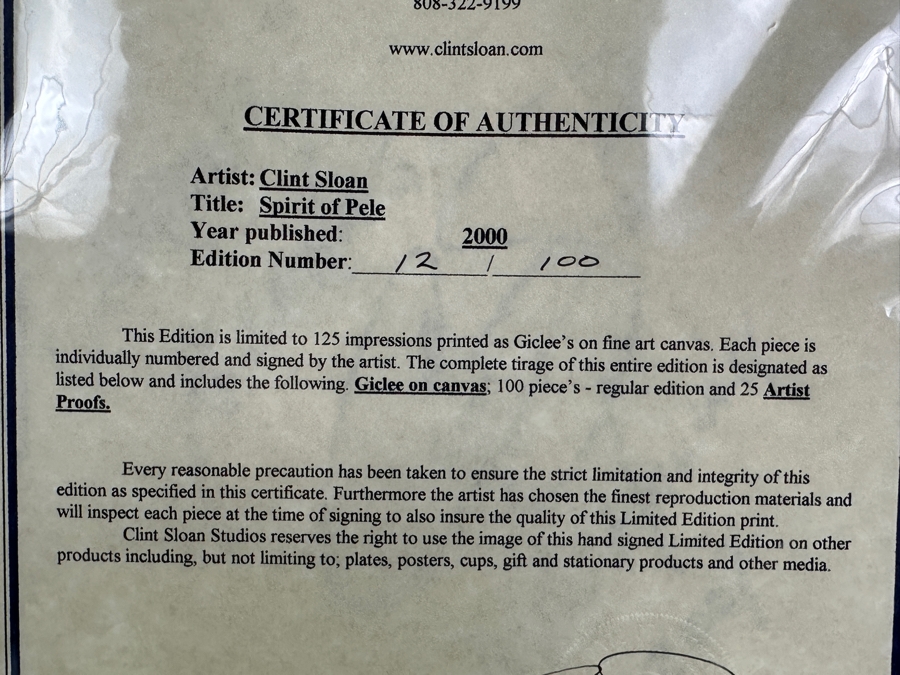 808-322-9199
www.clintsloan.com
CERTIFICATE OF AUTHENTICITY
Artist: Clint Sloan
Title: Spirit of Pele
Year published: 2000
Edition Number: 12 / 100
This Edition is limited to 125 impressions printed as Giclee's on fine art canvas. Each piece is
individually numbered and signed by the artist. The complete tirage of this entire edition is designated as
listed below and includes the following. Giclee on canvas; 100 piece's - regular edition and 25 Artist
Proofs.
Every reasonable precaution has been taken to ensure the strict limitation and integrity of this
edition as specified in this certificate. Furthermore the artist has chosen the finest reproduction materials and
will inspect each piece at the time of signing to also insure the quality of this Limited Edition print.
Clint Sloan Studios reserves the right to use the image of this hand signed Limited Edition on other
products including, but not limiting to; plates, posters, cups, gift and stationary products and other media.